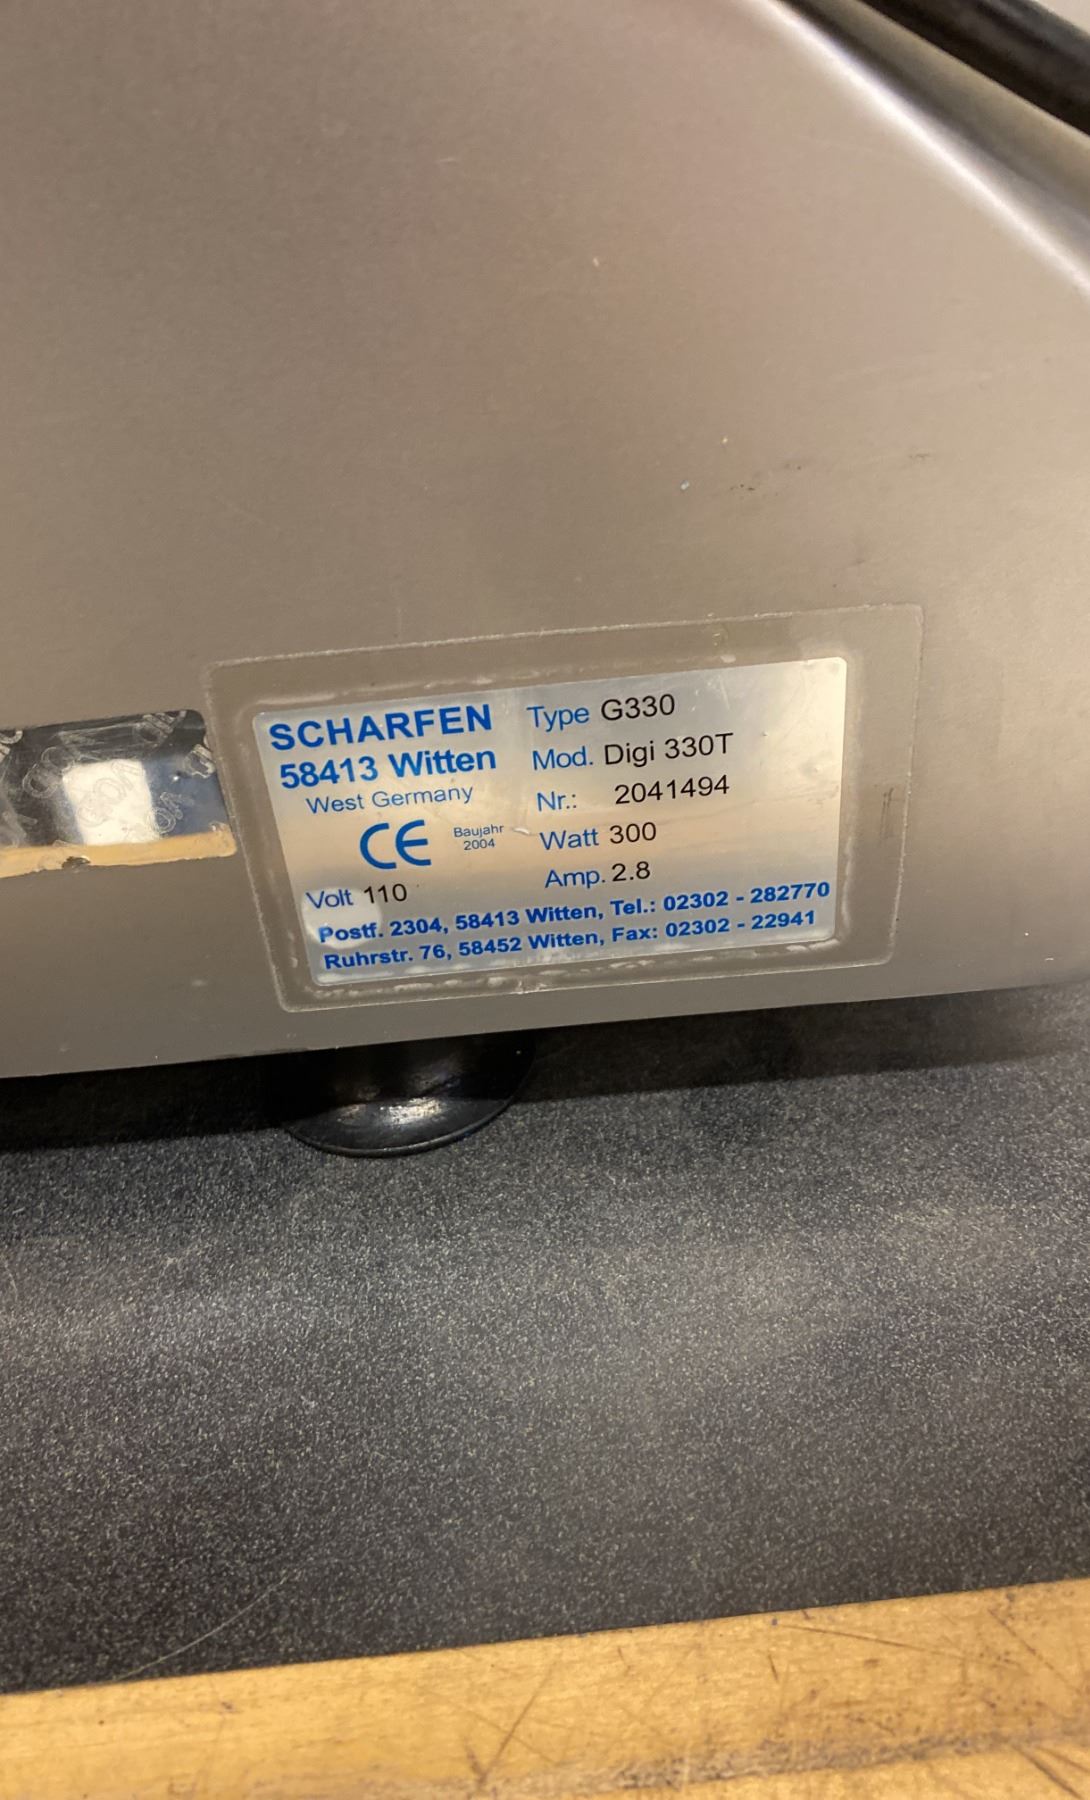 SCHARFEN
58413 Witten
West Germany
CE
Baujahr
2004
Volt 110
Type G330
Mod. Digi 330T
Nr.: 2041494
Watt 300
Amp. 2.8
Postf. 2304, 58413 Witten, Tel.: 02302 - 282770
Ruhrstr. 76, 58452 Witten, Fax: 02302 - 22941